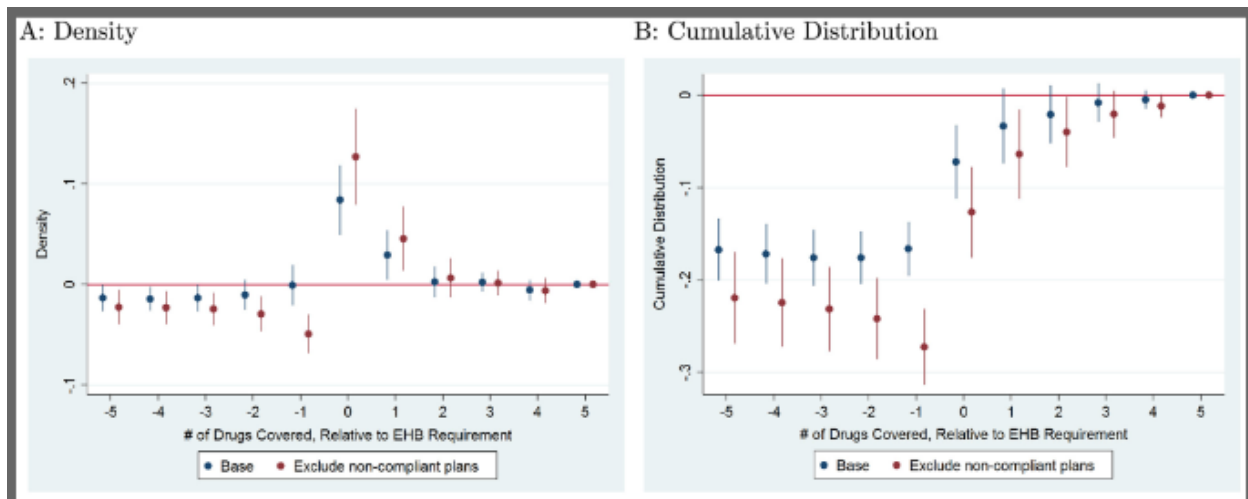 A: Density
B: Cumulative Distribution
.2
.1
0
-.1
Density
-5 -4 -3 -2 -1 0 1 2 3 4 5
# of Drugs Covered, Relative to EHB Requirement
Base Exclude non-compliant plans
0
-.1
-.2
-.3
Cumulative Distribution
-5 -4 -3 -2 -1 0 1 2 3 4 5
# of Drugs Covered, Relative to EHB Requirement
Base Exclude non-compliant plans